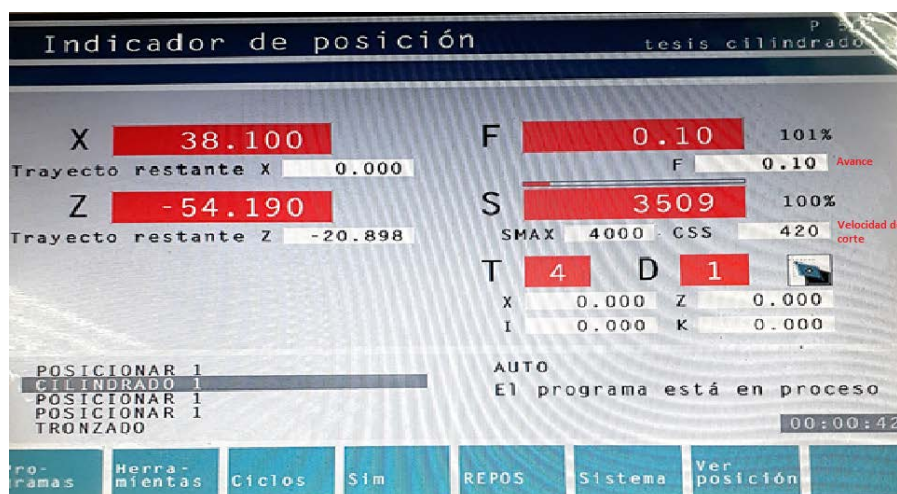 Indicador de posición
P
tesis cilindrado
X 38.100 F 0.10 101%
Trayecto restante X 0.000 F 0.10 Avance
Z -54.190 S 3509 100%
Trayecto restante Z -20.898 SMAX 4000 CSS 420 Velocidad de corte
T 4 D 1
X 0.000 Z 0.000
I 0.000 K 0.000
POSICIONAR 1
CILINDRADO 1
POSICIONAR 1
POSICIONAR 1
TRONZADO
AUTO
El programa está en proceso
00:00:42
Pro-
gramas
Herra-
mientas
Ciclos
Sim
REPOS
Sistema
Ver
posición